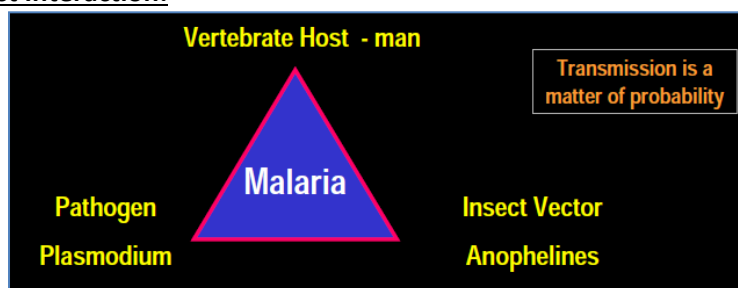 Vertebrate Host - man
Transmission is a
matter of probability
Malaria
Pathogen
Plasmodium
Insect Vector
Anophelines